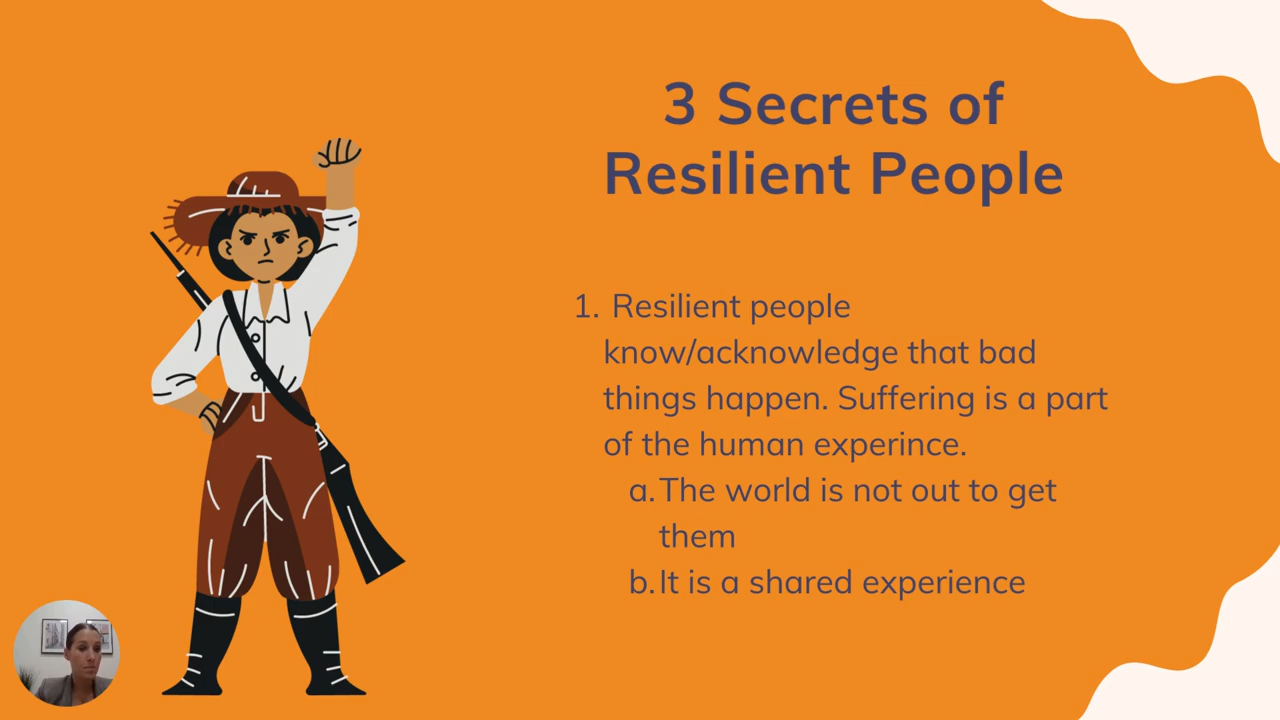 3 Secrets of
Resilient People
1. Resilient people
know/acknowledge that bad
things happen. Suffering is a part
of the human experince.
a. The world is not out to get
them
b. It is a shared experience